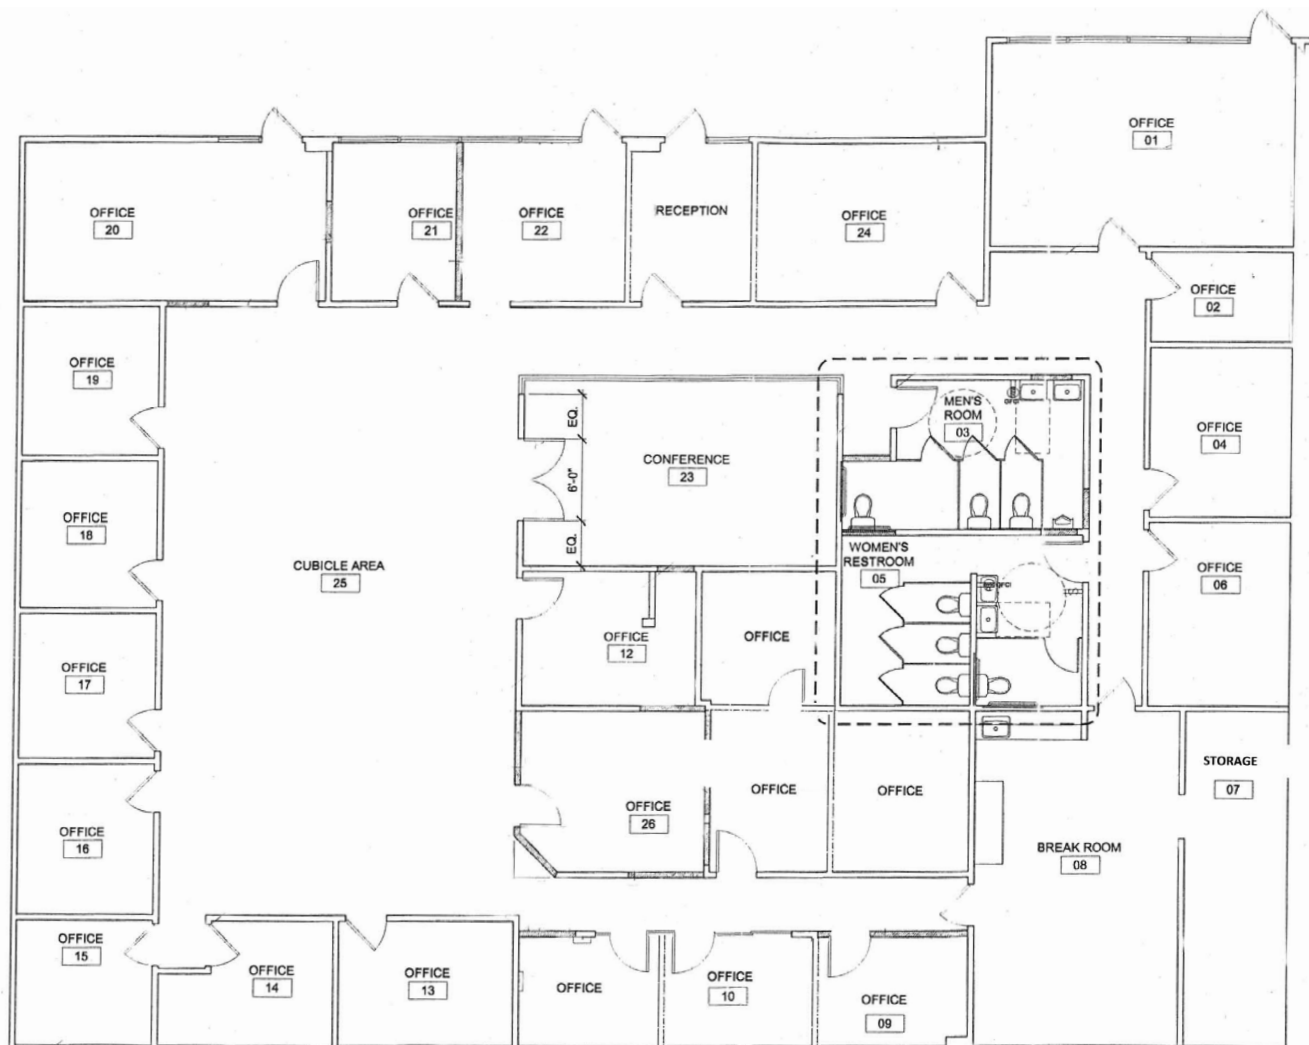 OFFICE
01
OFFICE
20
OFFICE
21
OFFICE
22
RECEPTION
OFFICE
24
OFFICE
02
OFFICE
19
MEN'S
ROOM
03
OFCI
EQ.
6'-0"
EQ.
CONFERENCE
23
OFFICE
04
OFFICE
18
CUBICLE AREA
25
WOMEN'S
RESTROOM
05
OFCI
OFFICE
06
OFFICE
12
OFFICE
OFFICE
17
OFFICE
26
OFFICE
OFFICE
STORAGE
07
OFFICE
16
BREAK ROOM
08
OFFICE
15
OFFICE
14
OFFICE
13
OFFICE
OFFICE
10
OFFICE
09